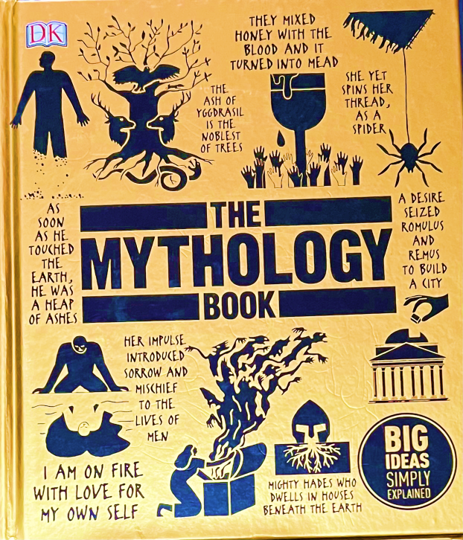 DK
THEY MIXED
HONEY WITH THE
BLOOD AND IT
TURNED INTO MEAD
THE
ASH OF
YGGDRASIL
IS THE
NOBLEST
OF TREES
SHE YET
SPINS HER
THREAD,
AS A
SPIDER
AS
SOON
AS HE
TOUCHED
THE
EARTH,
HE WAS
A HEAP
OF ASHES
THE
MYTHOLOGY
BOOK
A DESIRE
SEIZED
ROMULUS
AND
REMUS
TO BUILD
A CITY
HER IMPULSE
INTRODUCED
SORROW AND
MISCHIEF
TO THE
LIVES OF
MEN
I AM ON FIRE
WITH LOVE FOR
MY OWN SELF
MIGHTY HADES WHO
DWELLS IN HOUSES
BENEATH THE EARTH
BIG
IDEAS
SIMPLY
EXPLAINED